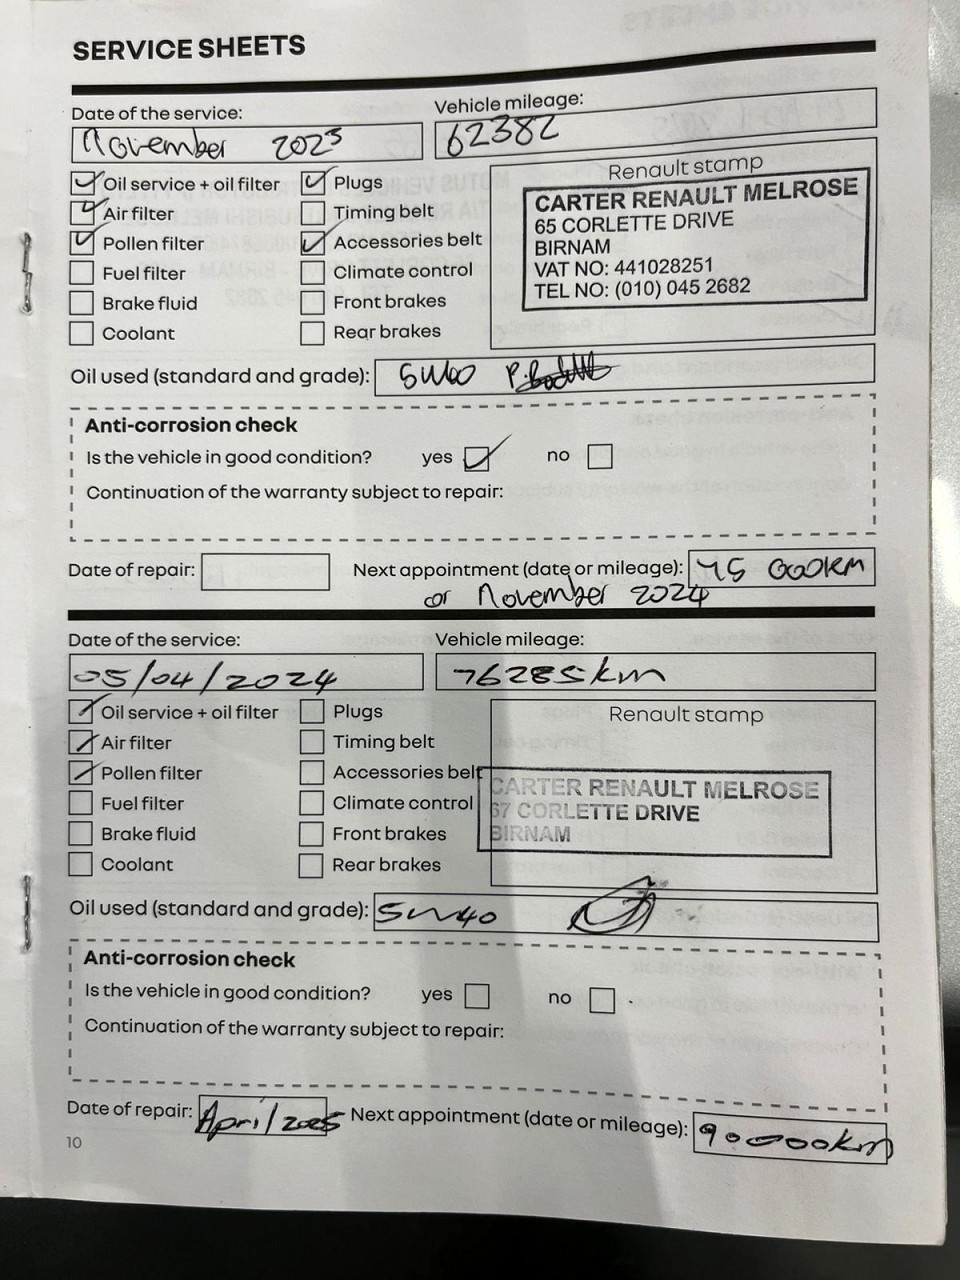 SERVICE SHEETS
Date of the service: Vehicle mileage:
November 2023 62382
Oil service + oil filter Plugs Renault stamp
Air filter Timing belt
Pollen filter Accessories belt
Fuel filter Climate control
Brake fluid Front brakes
Coolant Rear brakes
CARTER RENAULT MELROSE
65 CORLETTE DRIVE
BIRNAM
VAT NO: 441028251
TEL NO: (010) 045 2682
Oil used (standard and grade): 5W40
Anti-corrosion check
Is the vehicle in good condition? yes no
Continuation of the warranty subject to repair:
Date of repair: Next appointment (date or mileage): 75 000KM
or November 2024
Date of the service: Vehicle mileage:
05/04/2024 76285km
Oil service + oil filter Plugs Renault stamp
Air filter Timing belt
Pollen filter Accessories belt
Fuel filter Climate control
Brake fluid Front brakes
Coolant Rear brakes
CARTER RENAULT MELROSE
67 CORLETTE DRIVE
BIRNAM
Oil used (standard and grade): 5W40
Anti-corrosion check
Is the vehicle in good condition? yes no
Continuation of the warranty subject to repair:
Date of repair: April/2025 Next appointment (date or mileage): 90000km
10